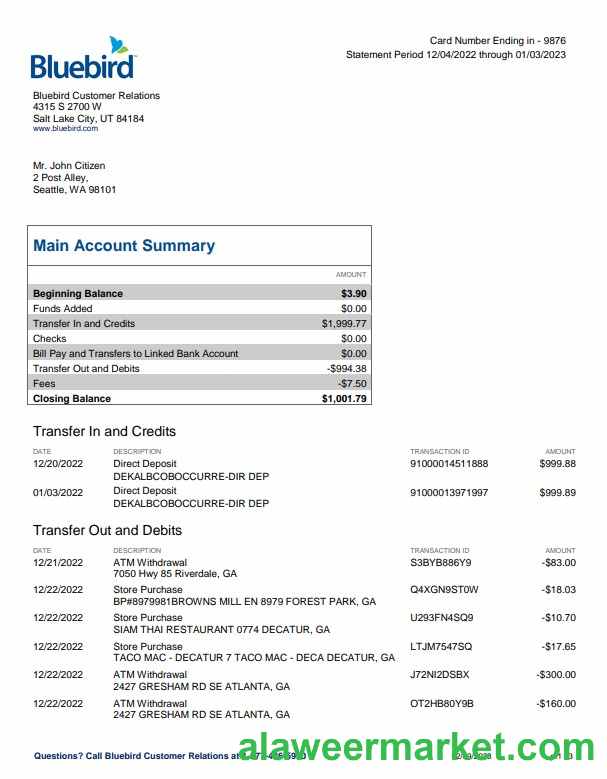 Card Number Ending in - 9876
Statement Period 12/04/2022 through 01/03/2023
Bluebird
Bluebird Customer Relations
4315 S 2700 W
Salt Lake City, UT 84184
www.bluebird.com
Mr. John Citizen
2 Post Alley,
Seattle, WA 98101
Main Account Summary
AMOUNT
Beginning Balance $3.90
Funds Added $0.00
Transfer In and Credits $1,999.77
Checks $0.00
Bill Pay and Transfers to Linked Bank Account $0.00
Transfer Out and Debits -$994.38
Fees -$7.50
Closing Balance $1,001.79
Transfer In and Credits
DATE DESCRIPTION TRANSACTION ID AMOUNT
12/20/2022 Direct Deposit 91000014511888 $999.88
DEKALBCOBOCCURRE-DIR DEP
01/03/2022 Direct Deposit 91000013971997 $999.89
DEKALBCOBOCCURRE-DIR DEP
Transfer Out and Debits
DATE DESCRIPTION TRANSACTION ID AMOUNT
12/21/2022 ATM Withdrawal S3BYB886Y9 -$83.00
7050 Hwy 85 Riverdale, GA
12/22/2022 Store Purchase Q4XGN9ST0W -$18.03
BP#8979981BROWNS MILL EN 8979 FOREST PARK, GA
12/22/2022 Store Purchase U293FN4SQ9 -$10.70
SIAM THAI RESTAURANT 0774 DECATUR, GA
12/22/2022 Store Purchase LTJM7547SQ -$17.65
TACO MAC - DECATUR 7 TACO MAC - DECA DECATUR, GA
12/22/2022 ATM Withdrawal J72NI2DSBX -$300.00
2427 GRESHAM RD SE ATLANTA, GA
12/22/2022 ATM Withdrawal OT2HB80Y9B -$160.00
2427 GRESHAM RD SE ATLANTA, GA
Questions? Call Bluebird Customer Relations at
alaweermarket.com